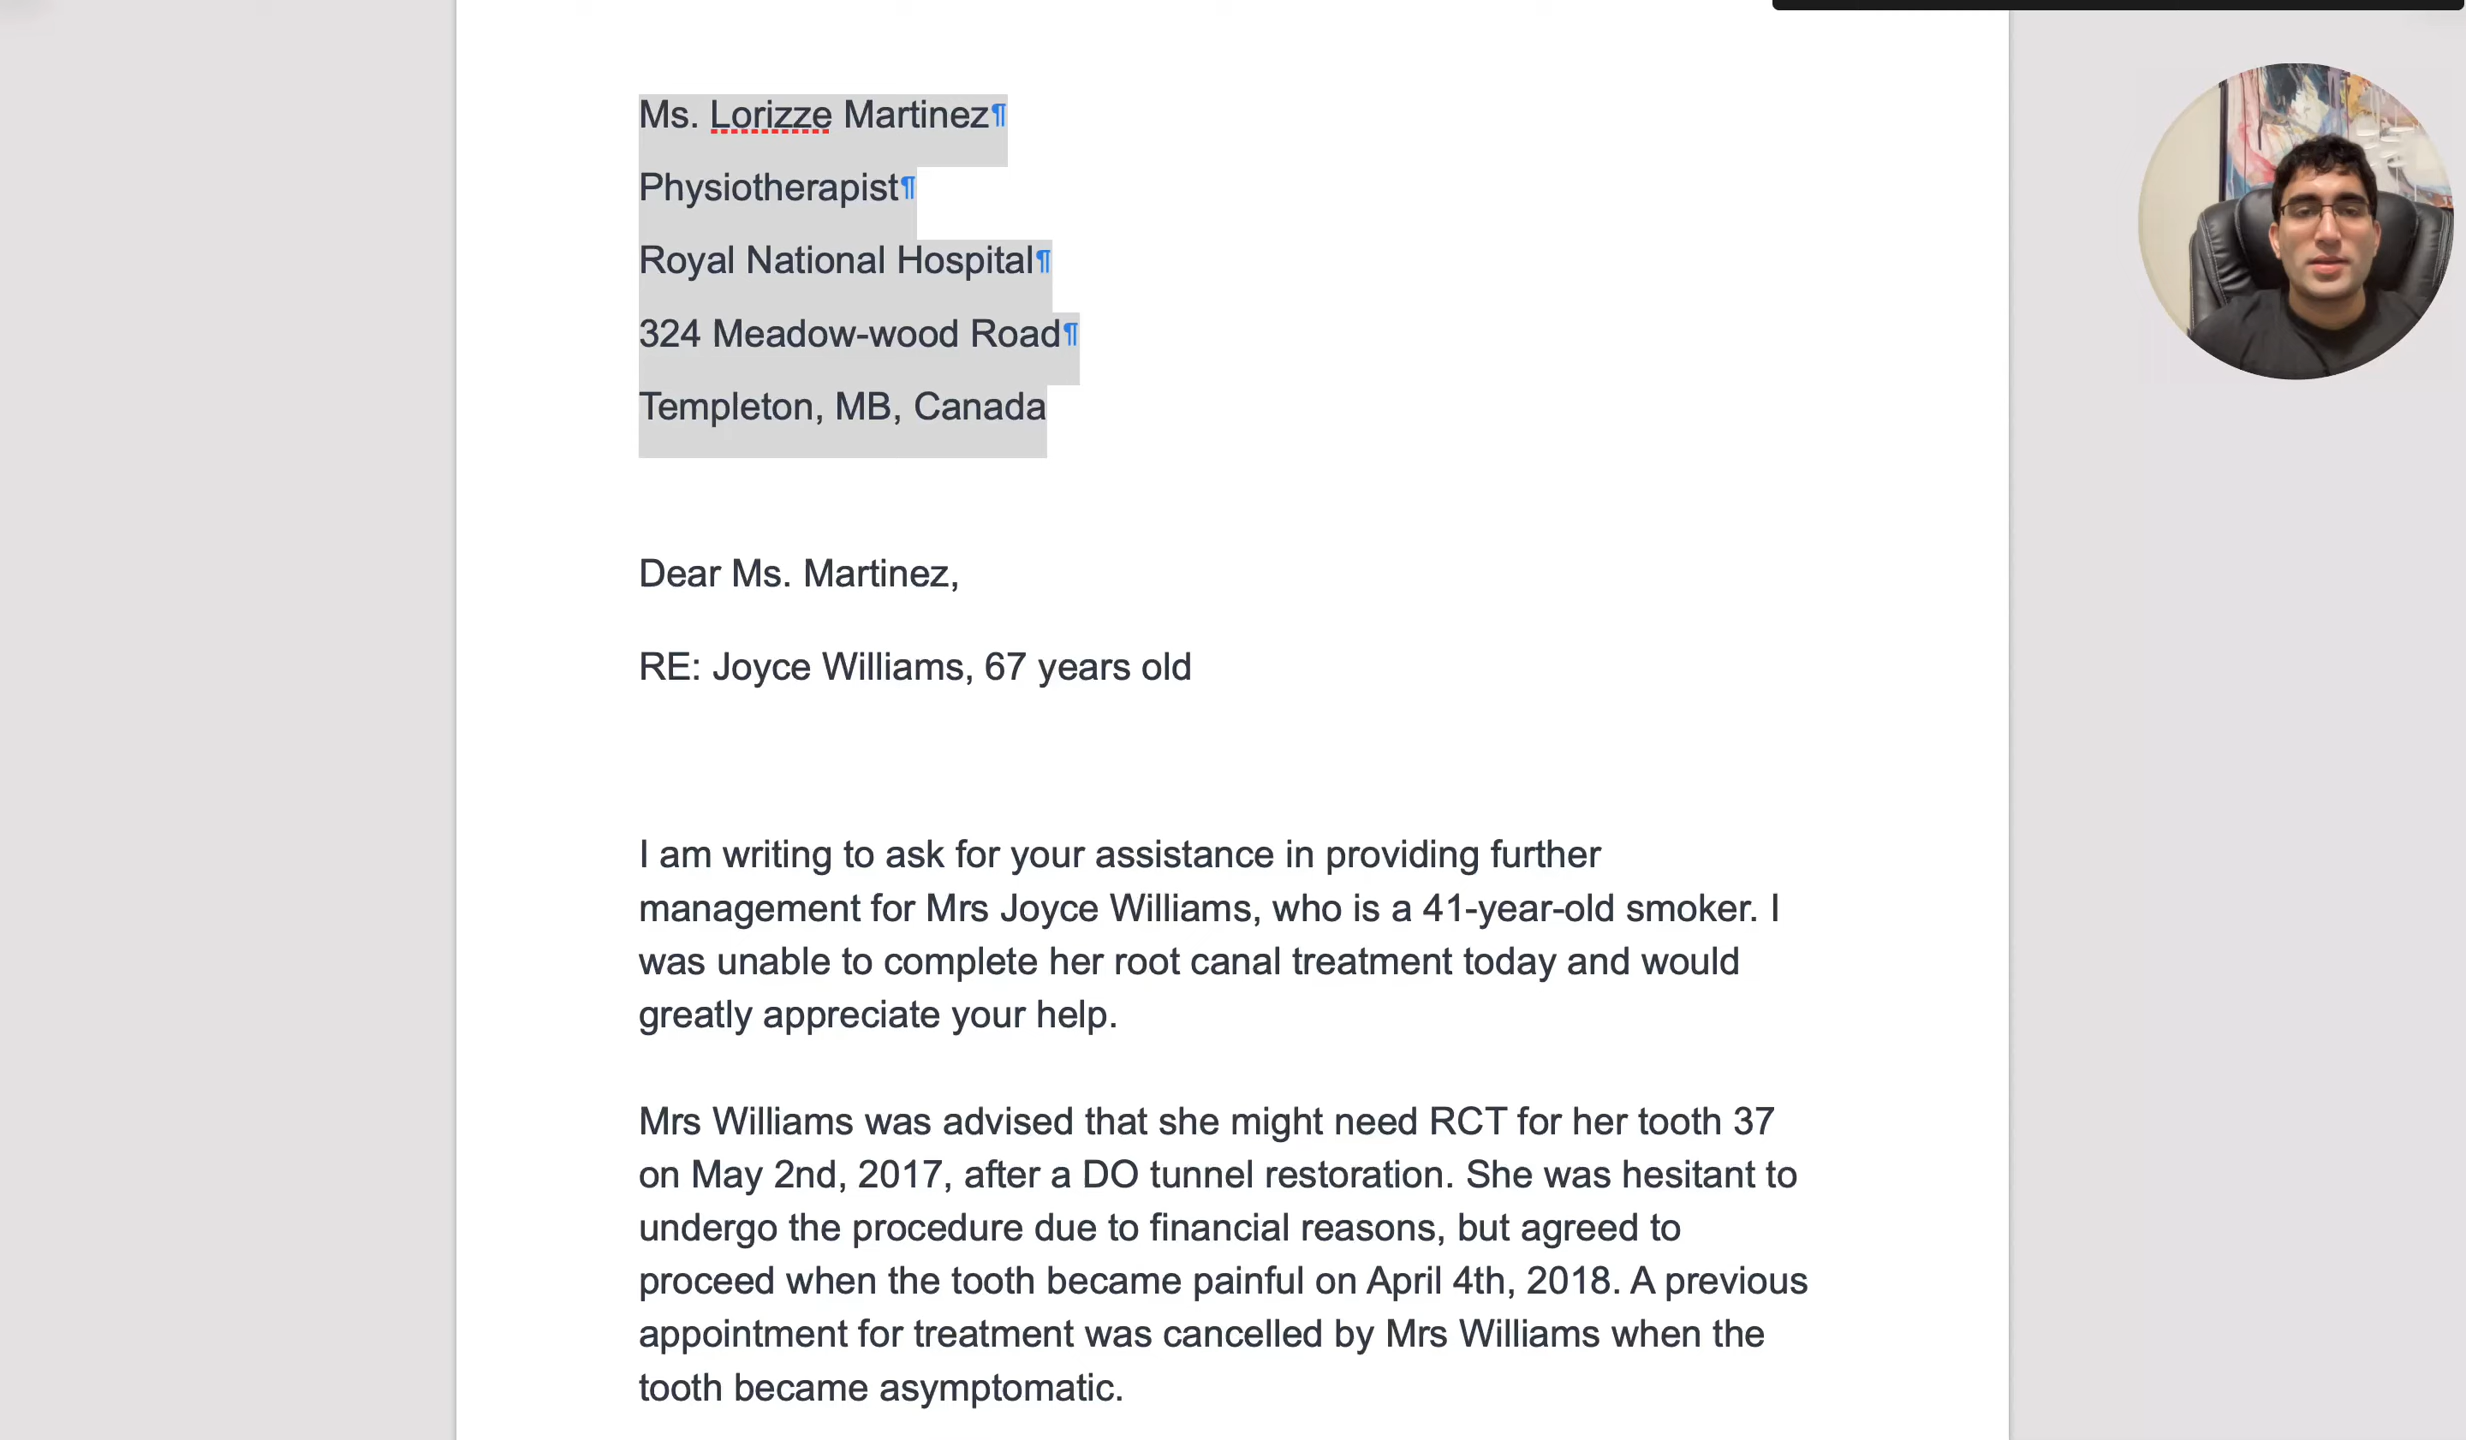 Ms. Lorizze Martinez¶
Physiotherapist¶
Royal National Hospital¶
324 Meadow-wood Road¶
Templeton, MB, Canada
Dear Ms. Martinez,
RE: Joyce Williams, 67 years old
I am writing to ask for your assistance in providing further
management for Mrs Joyce Williams, who is a 41-year-old smoker. I
was unable to complete her root canal treatment today and would
greatly appreciate your help.
Mrs Williams was advised that she might need RCT for her tooth 37
on May 2nd, 2017, after a DO tunnel restoration. She was hesitant to
undergo the procedure due to financial reasons, but agreed to
proceed when the tooth became painful on April 4th, 2018. A previous
appointment for treatment was cancelled by Mrs Williams when the
tooth became asymptomatic.